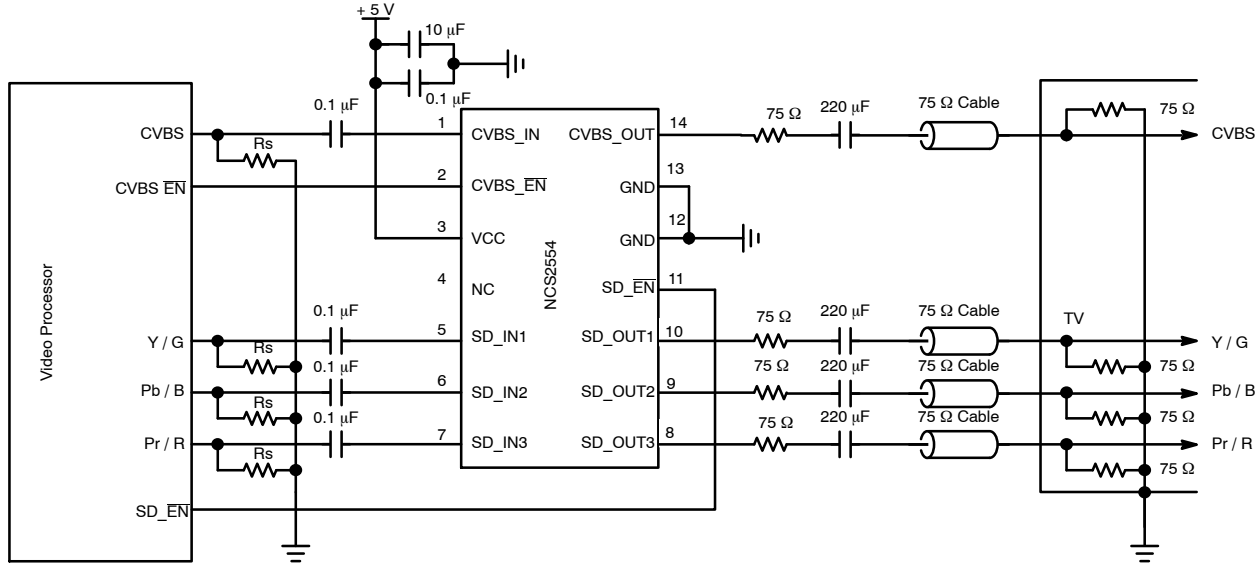 + 5 V
10 μF
0.1 μF
0.1 μF
CVBS
Rs
CVBS EN
Video Processor
Y / G
Rs
0.1 μF
Pb / B
Rs
0.1 μF
Pr / R
Rs
0.1 μF
SD_EN
1
2
3
4
5
6
7
CVBS_IN
CVBS_EN
VCC
NC
SD_IN1
SD_IN2
SD_IN3
NCS2554
CVBS_OUT
GND
GND
SD_EN
SD_OUT1
SD_OUT2
SD_OUT3
14
13
12
11
10
9
8
75 Ω
220 μF
75 Ω Cable
75 Ω
CVBS
75 Ω
220 μF
75 Ω Cable
TV
Y / G
75 Ω
75 Ω
220 μF
75 Ω Cable
Pb / B
75 Ω
75 Ω
220 μF
75 Ω Cable
Pr / R
75 Ω